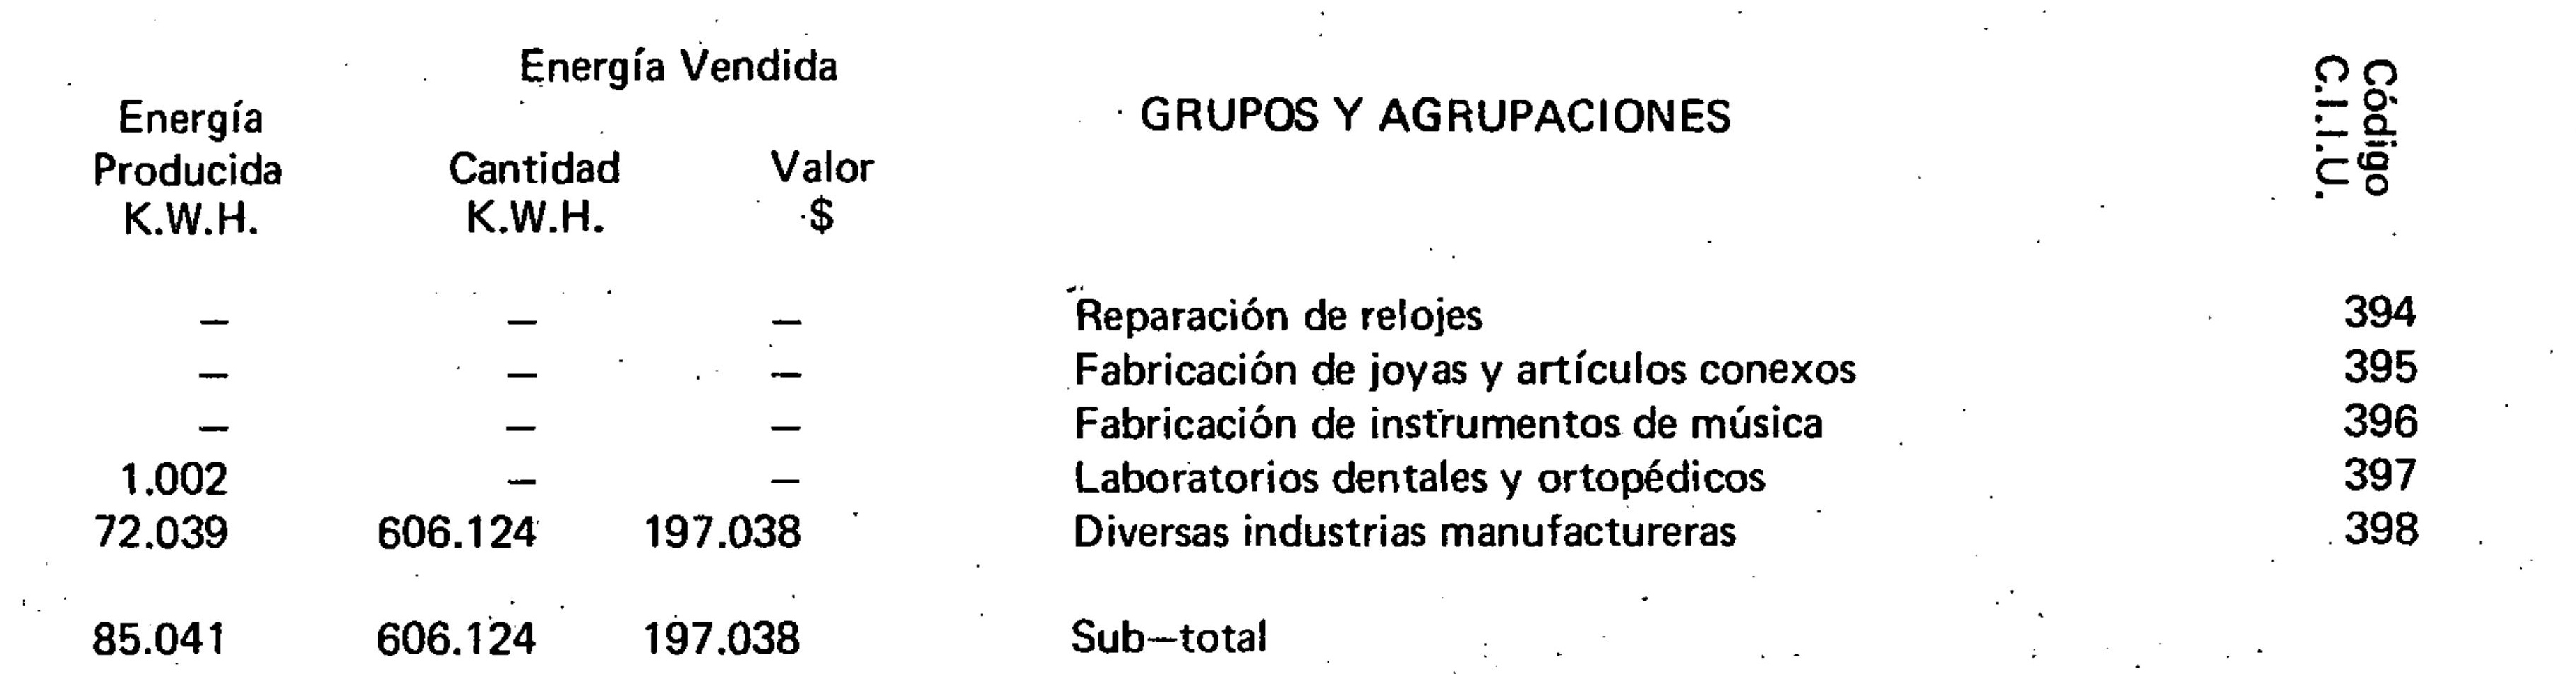 Energía Vendida
Energía Producida K.W.H.
Cantidad K.W.H.
Valor $
GRUPOS Y AGRUPACIONES
Código C.I.I.U.
– – – Reparación de relojes 394
– – – Fabricación de joyas y artículos conexos 395
– – – Fabricación de instrumentos de música 396
1.002 – – Laboratorios dentales y ortopédicos 397
72.039 606.124 197.038 Diversas industrias manufactureras 398
85.041 606.124 197.038 Sub–total